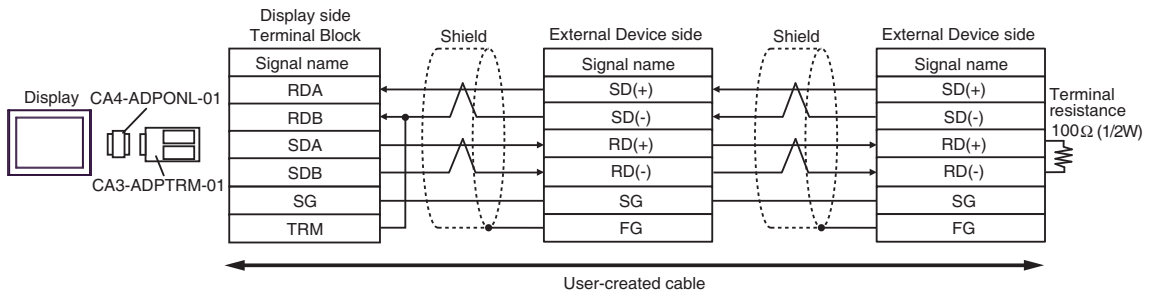 Display side
Terminal Block
Shield
External Device side
Shield
External Device side
Signal name
Signal name
Signal name
Display
CA4-ADPONL-01
CA3-ADPTRM-01
RDA
SD(+)
SD(+)
RDB
SD(-)
SD(-)
SDA
RD(+)
RD(+)
SDB
RD(-)
RD(-)
SG
SG
SG
TRM
FG
FG
Terminal
resistance
100Ω (1/2W)
User-created cable